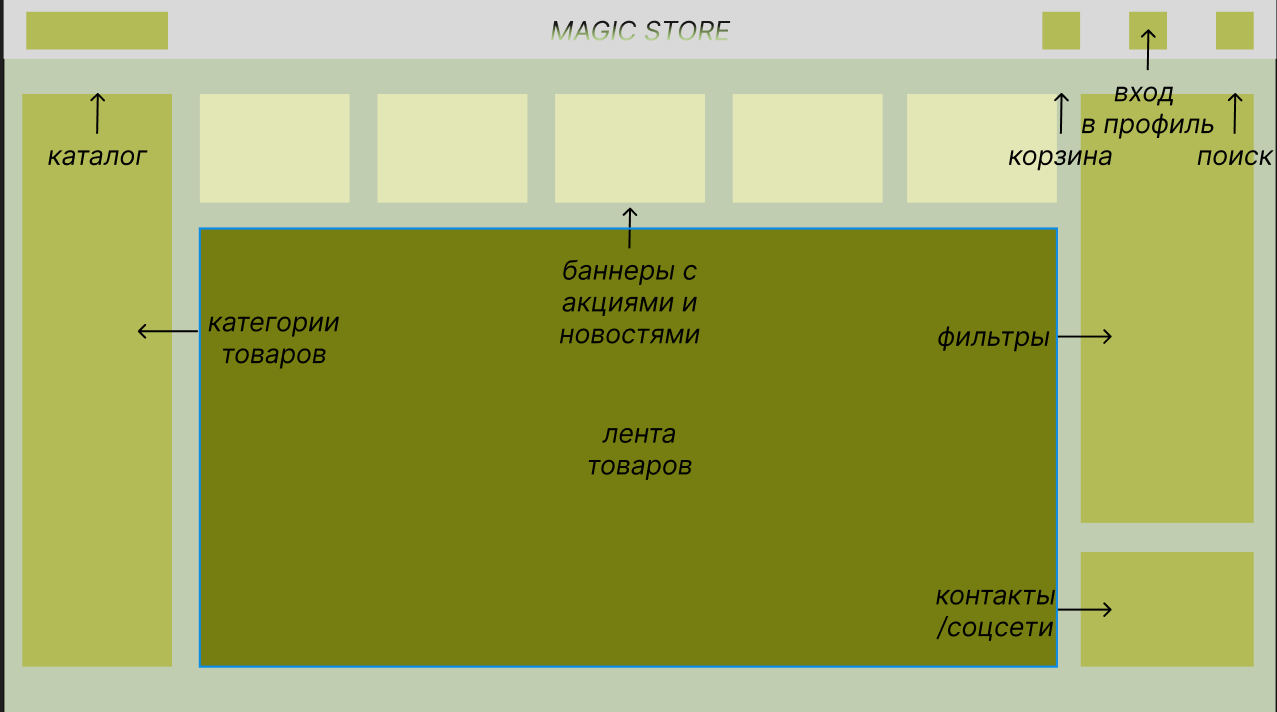 MAGIC STORE
вход
в профиль
каталог
корзина
поиск
баннеры с
акциями и
новостями
категории
товаров
фильтры
лента
товаров
контакты
/соцсети